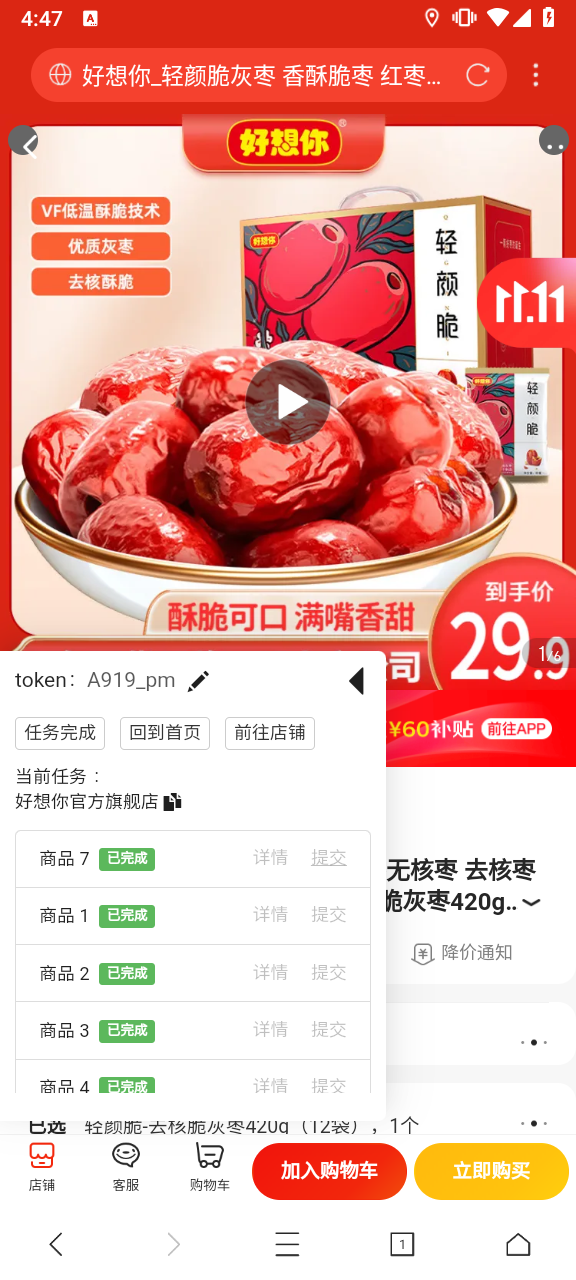 4:47
A
好想你_轻颜脆灰枣 香酥脆枣 红枣…
好想你®
VF低温酥脆技术
优质灰枣
去核酥脆
好想你
轻颜脆
11.11
好想你
轻颜脆
酥脆可口 满嘴香甜
到手价
29.9
1/6
公司
token: A919_pm
¥60补贴 前往APP
任务完成 回到首页 前往店铺
当前任务：
好想你官方旗舰店
商品 7 已完成 详情 提交
无核枣 去核枣
脆灰枣420g..
商品 1 已完成 详情 提交
降价通知
商品 2 已完成 详情 提交
商品 3 已完成 详情 提交
商品 4 已完成 详情 提交
已选 轻颜脆-去核脆灰枣420g（12袋），1个
店铺 客服 购物车 加入购物车 立即购买
1